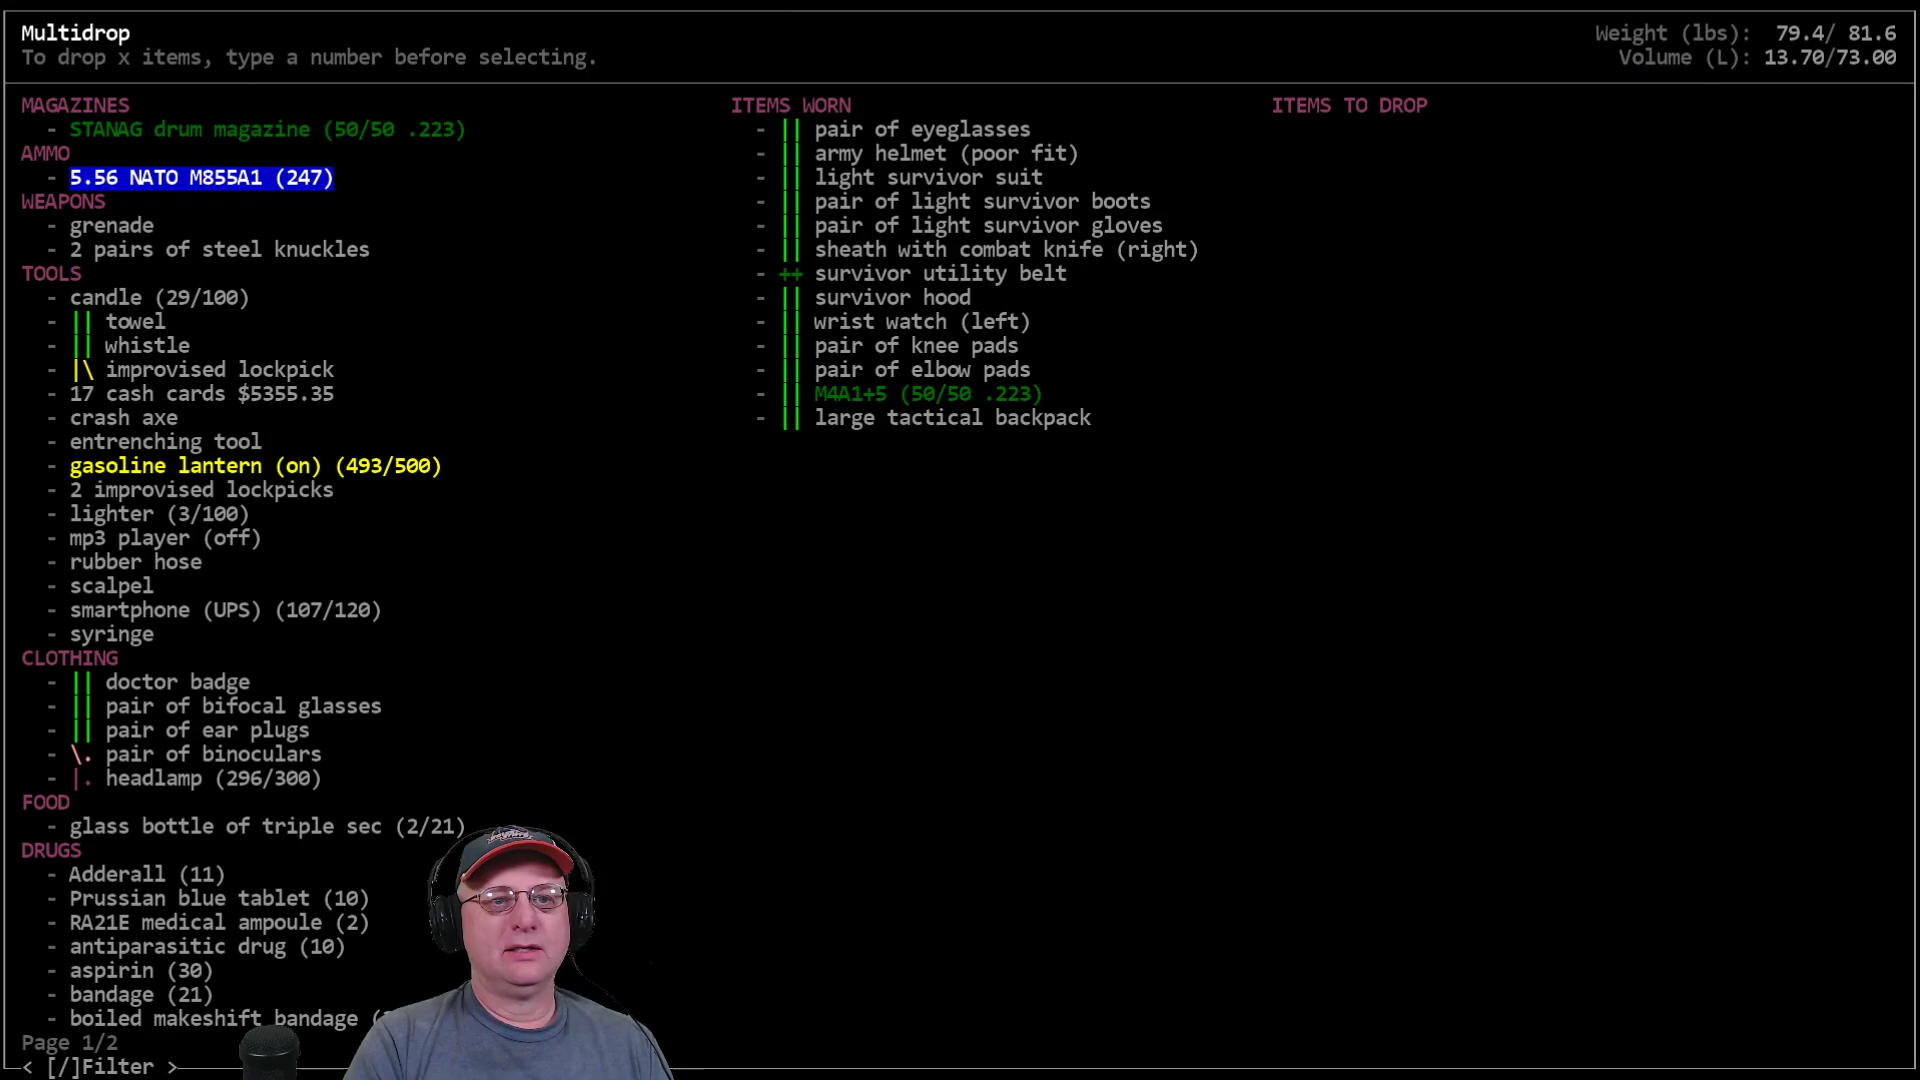 Multidrop
To drop x items, type a number before selecting.
Weight (lbs): 79.4/ 81.6
Volume (L): 13.70/73.00
MAGAZINES
- STANAG drum magazine (50/50 .223)
AMMO
- 5.56 NATO M855A1 (247)
WEAPONS
- grenade
- 2 pairs of steel knuckles
TOOLS
- candle (29/100)
- || towel
- || whistle
- |\ improvised lockpick
- 17 cash cards $5355.35
- crash axe
- entrenching tool
- gasoline lantern (on) (493/500)
- 2 improvised lockpicks
- lighter (3/100)
- mp3 player (off)
- rubber hose
- scalpel
- smartphone (UPS) (107/120)
- syringe
CLOTHING
- || doctor badge
- || pair of bifocal glasses
- || pair of ear plugs
- \. pair of binoculars
- |. headlamp (296/300)
FOOD
- glass bottle of triple sec (2/21)
DRUGS
- Adderall (11)
- Prussian blue tablet (10)
- RA21E medical ampoule (2)
- antiparasitic drug (10)
- aspirin (30)
- bandage (21)
- boiled makeshift bandage (
Page 1/2
< [/]Filter >
ITEMS WORN
- || pair of eyeglasses
- || army helmet (poor fit)
- || light survivor suit
- || pair of light survivor boots
- || pair of light survivor gloves
- || sheath with combat knife (right)
- ++ survivor utility belt
- || survivor hood
- || wrist watch (left)
- || pair of knee pads
- || pair of elbow pads
- || M4A1+5 (50/50 .223)
- || large tactical backpack
ITEMS TO DROP